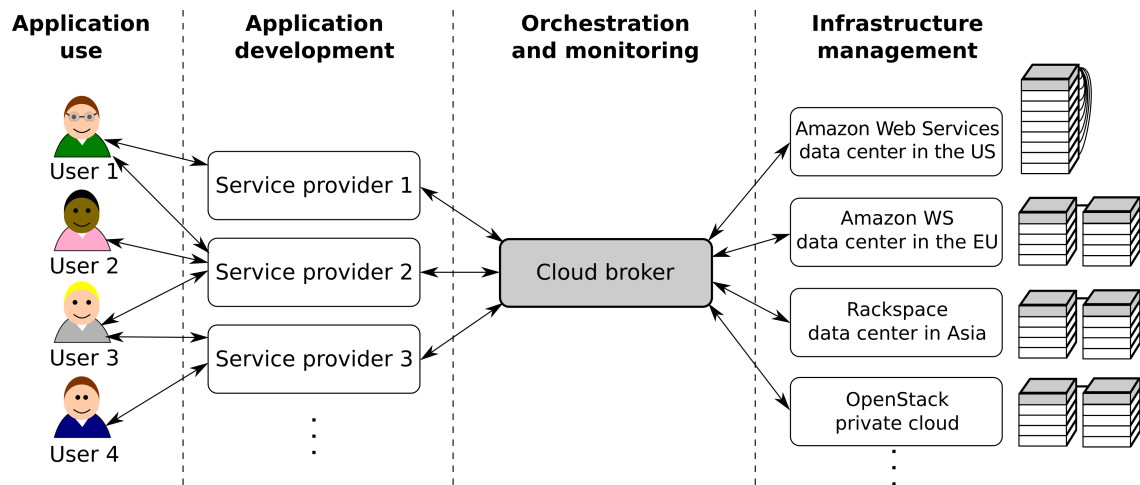 Application
use
Application
development
Orchestration
and monitoring
Infrastructure
management
User 1
User 2
User 3
User 4
Service provider 1
Service provider 2
Service provider 3
Cloud broker
Amazon Web Services
data center in the US
Amazon WS
data center in the EU
Rackspace
data center in Asia
OpenStack
private cloud